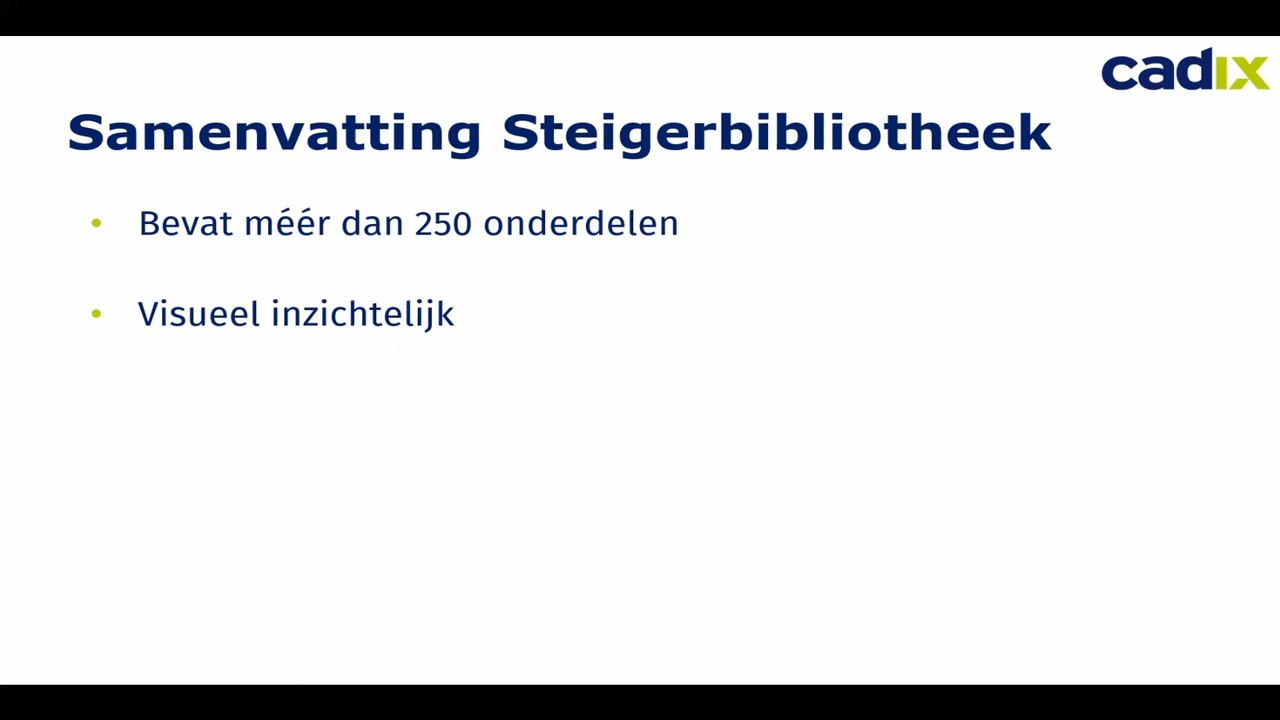 cadix
Samenvatting Steigerbibliotheek
• Bevat méér dan 250 onderdelen
• Visueel inzichtelijk